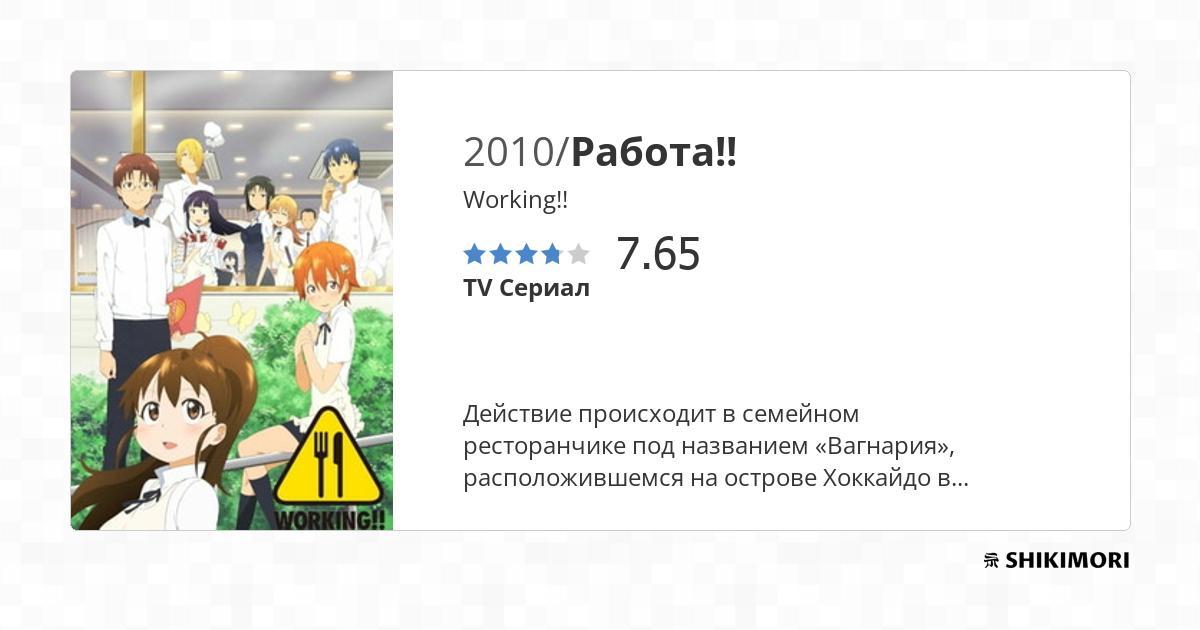 2010/Работа!!
Working!!
7.65
TV Сериал
Действие происходит в семейном
ресторанчике под названием «Вагнария»,
расположившемся на острове Хоккайдо в...
WORKING!!
SHIKIMORI